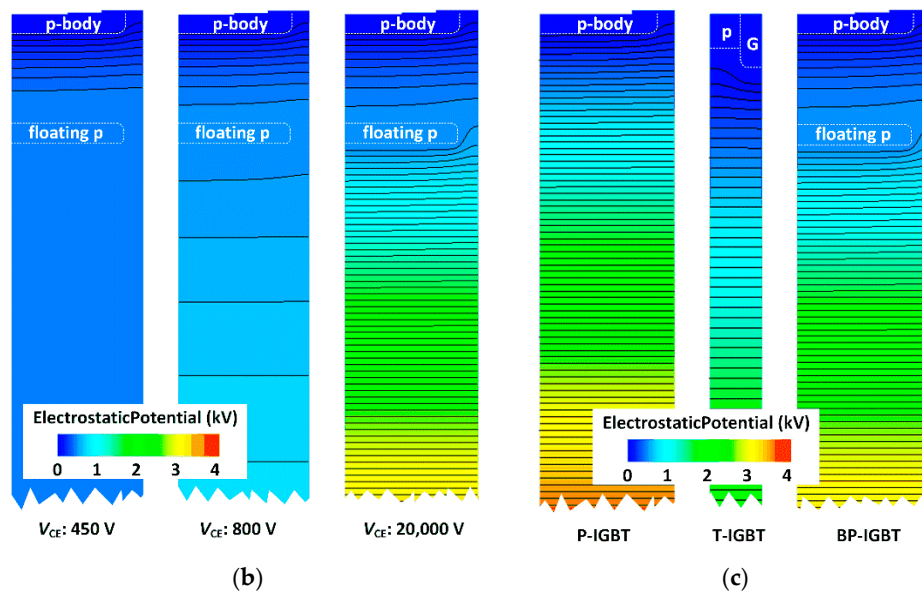 p-body
p-body
p-body
p
G
p-body
floating p
floating p
floating p
floating p
ElectrostaticPotential (kV)
0 1 2 3 4
ElectrostaticPotential (kV)
0 1 2 3 4
VCE: 450 V
VCE: 800 V
VCE: 20,000 V
P-IGBT
T-IGBT
BP-IGBT
(b)
(c)